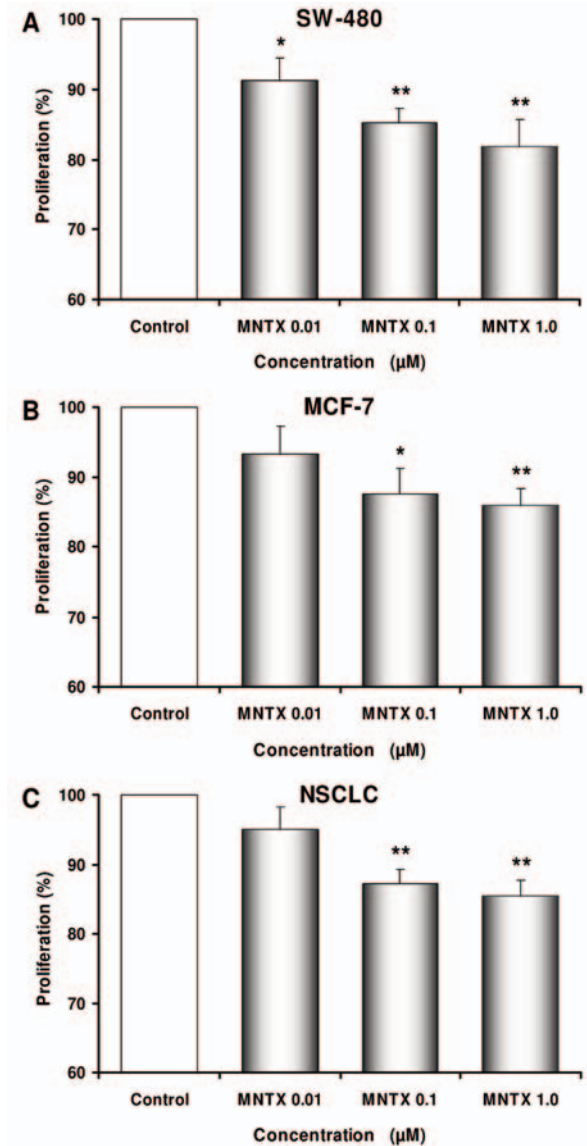 A SW-480
100
90
80
70
60
Proliferation (%)
*
**
**
Control MNTX 0.01 MNTX 0.1 MNTX 1.0
Concentration (µM)
B MCF-7
100
90
80
70
60
Proliferation (%)
*
**
Control MNTX 0.01 MNTX 0.1 MNTX 1.0
Concentration (µM)
C NSCLC
100
90
80
70
60
Proliferation (%)
**
**
Control MNTX 0.01 MNTX 0.1 MNTX 1.0
Concentration (µM)